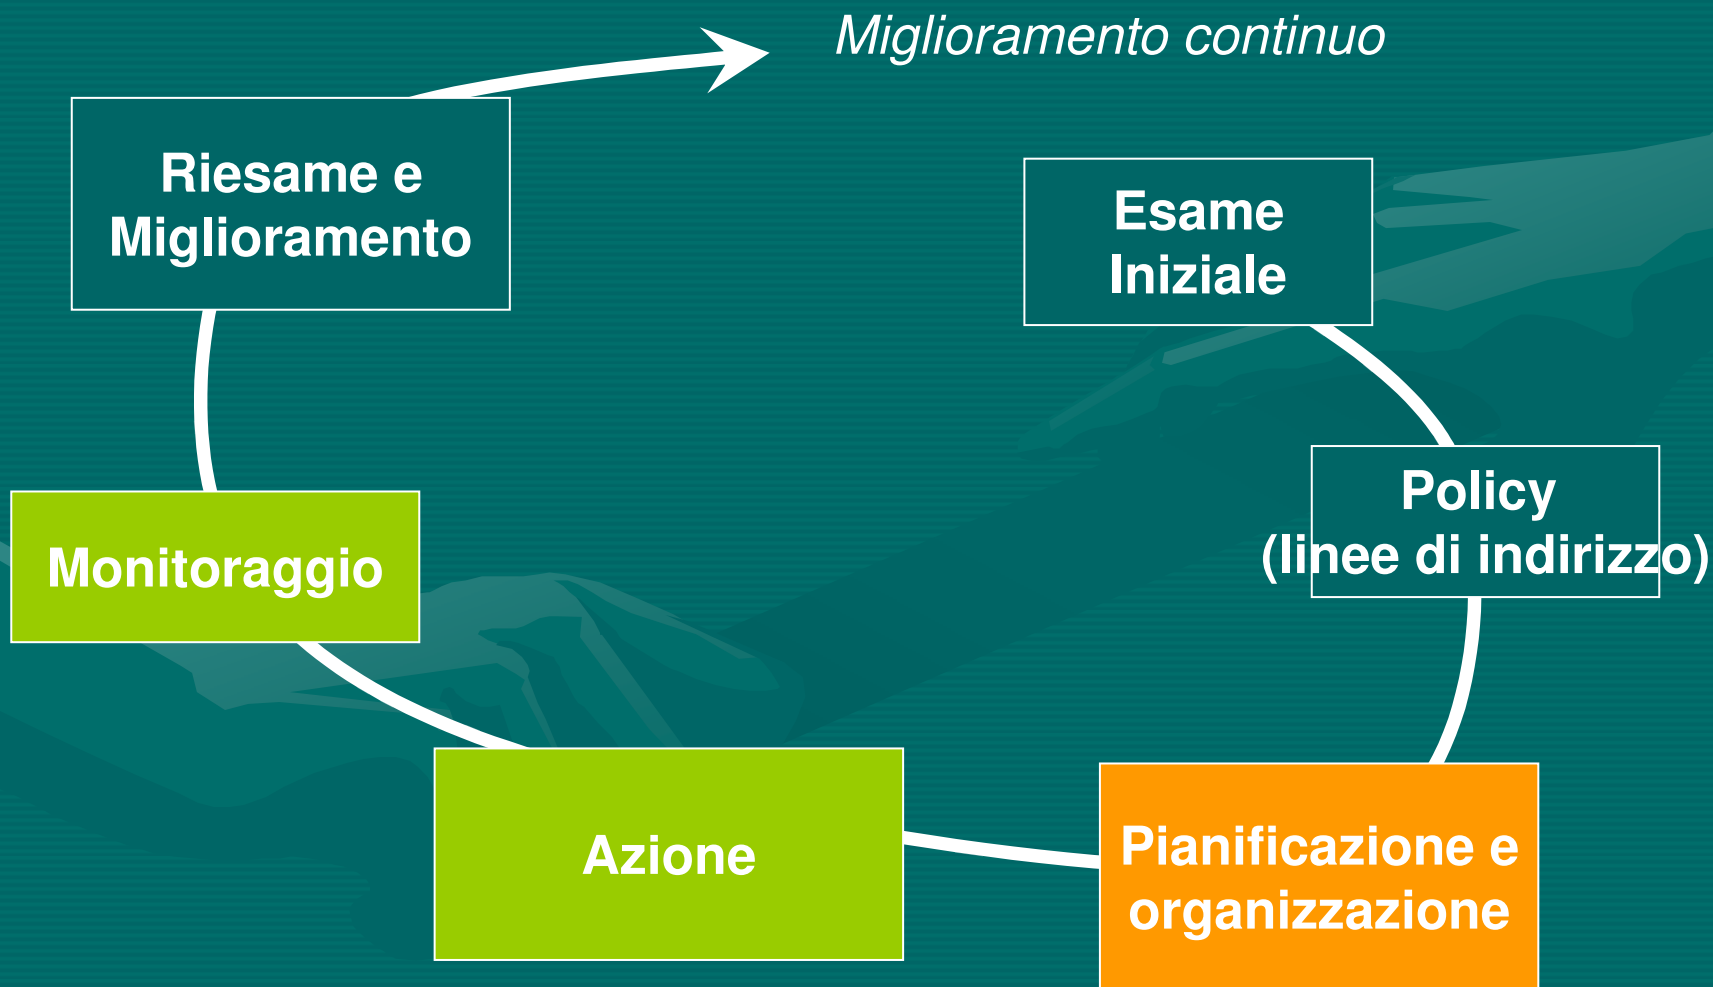 Miglioramento continuo
Riesame e
Miglioramento
Esame
Iniziale
Policy
(linee di indirizzo)
Monitoraggio
Azione
Pianificazione e
organizzazione